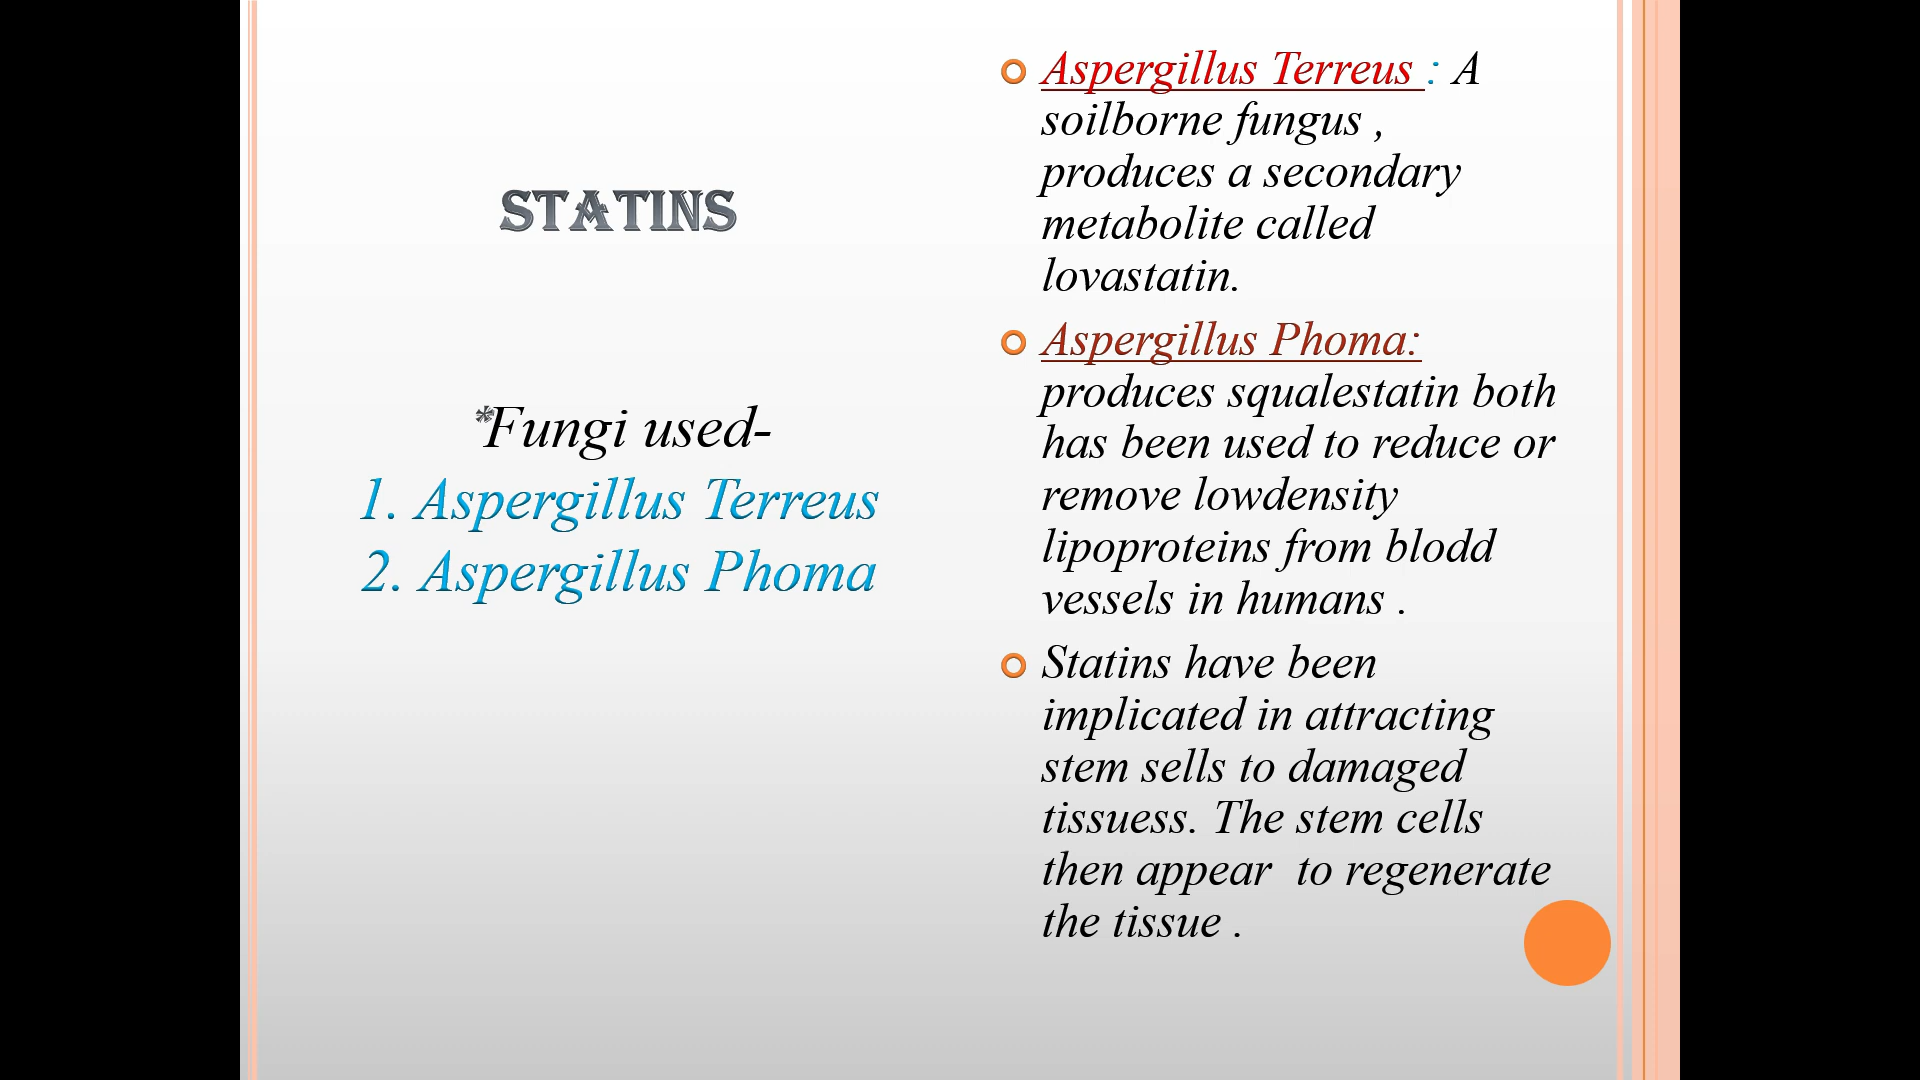 STATINS
*Fungi used-
1. Aspergillus Terreus
2. Aspergillus Phoma
Aspergillus Terreus : A
soilborne fungus ,
produces a secondary
metabolite called
lovastatin.
Aspergillus Phoma:
produces squalestatin both
has been used to reduce or
remove lowdensity
lipoproteins from blodd
vessels in humans .
Statins have been
implicated in attracting
stem sells to damaged
tissuess. The stem cells
then appear  to regenerate
the tissue .